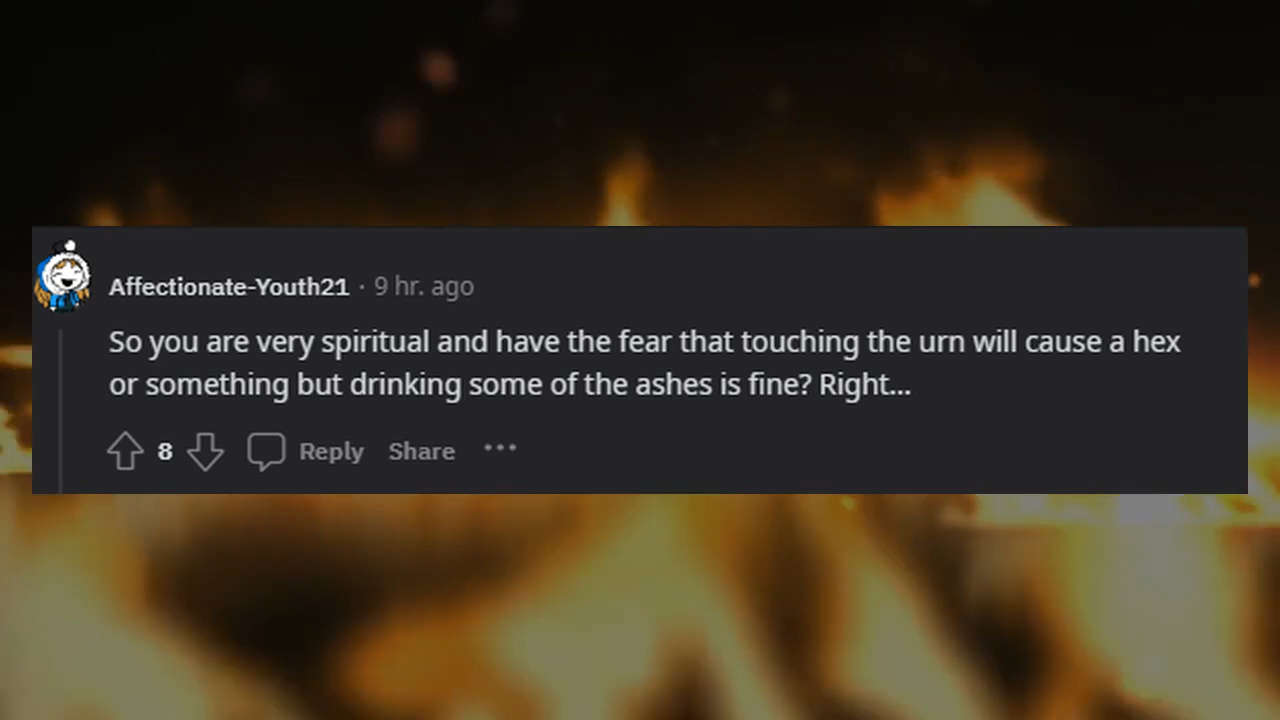 Affectionate-Youth21 · 9 hr. ago
So you are very spiritual and have the fear that touching the urn will cause a hex
or something but drinking some of the ashes is fine? Right...
8 Reply Share ...